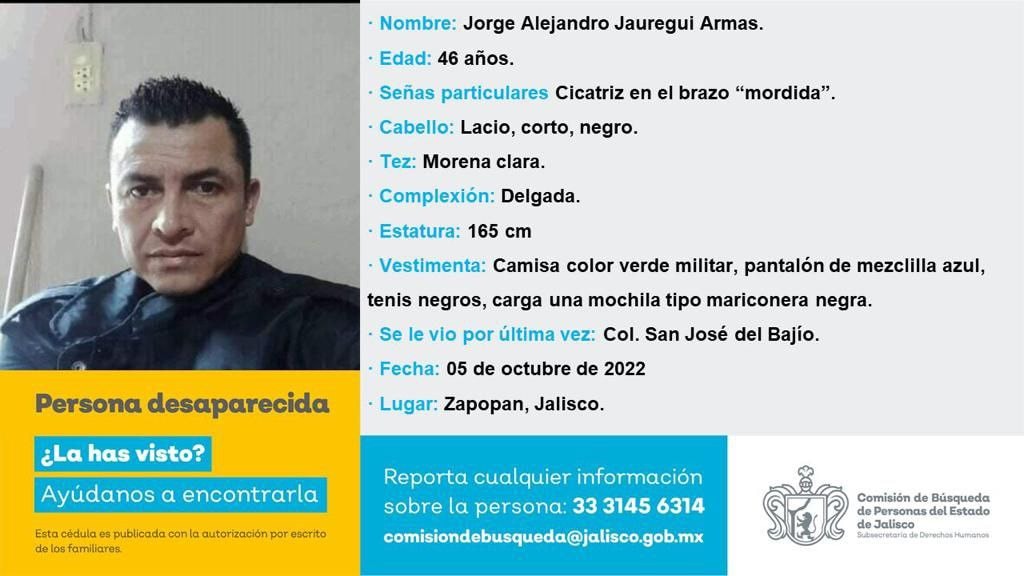 · Nombre: Jorge Alejandro Jauregui Armas.
· Edad: 46 años.
· Señas particulares Cicatriz en el brazo “mordida”.
· Cabello: Lacio, corto, negro.
· Tez: Morena clara.
· Complexión: Delgada.
· Estatura: 165 cm
· Vestimenta: Camisa color verde militar, pantalón de mezclilla azul,
tenis negros, carga una mochila tipo mariconera negra.
· Se le vio por última vez: Col. San José del Bajío.
· Fecha: 05 de octubre de 2022
· Lugar: Zapopan, Jalisco.
Persona desaparecida
¿La has visto?
Ayúdanos a encontrarla
Esta cédula es publicada con la autorización por escrito
de los familiares.
Reporta cualquier información
sobre la persona: 33 3145 6314
comisiondebusqueda@jalisco.gob.mx
Comisión de Búsqueda
de Personas del Estado
de Jalisco
Subsecretaría de Derechos Humanos